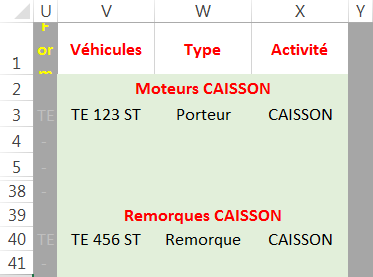 U V W X Y
1 F or m Véhicules Type Activité
2 Moteurs CAISSON
3 TE TE 123 ST Porteur CAISSON
4 -
5 -
38 -
39 Remorques CAISSON
40 TE TE 456 ST Remorque CAISSON
41 -